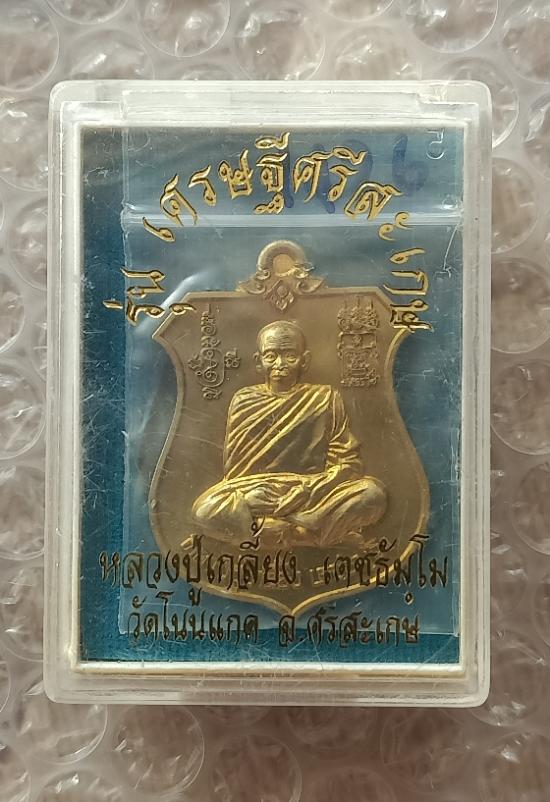 รุ่น เศรษฐีศรีสะเกษ
หลวงปู่เกลี้ยง เตชธัมโม
วัดโนนแกด จ.ศรีสะเกษ